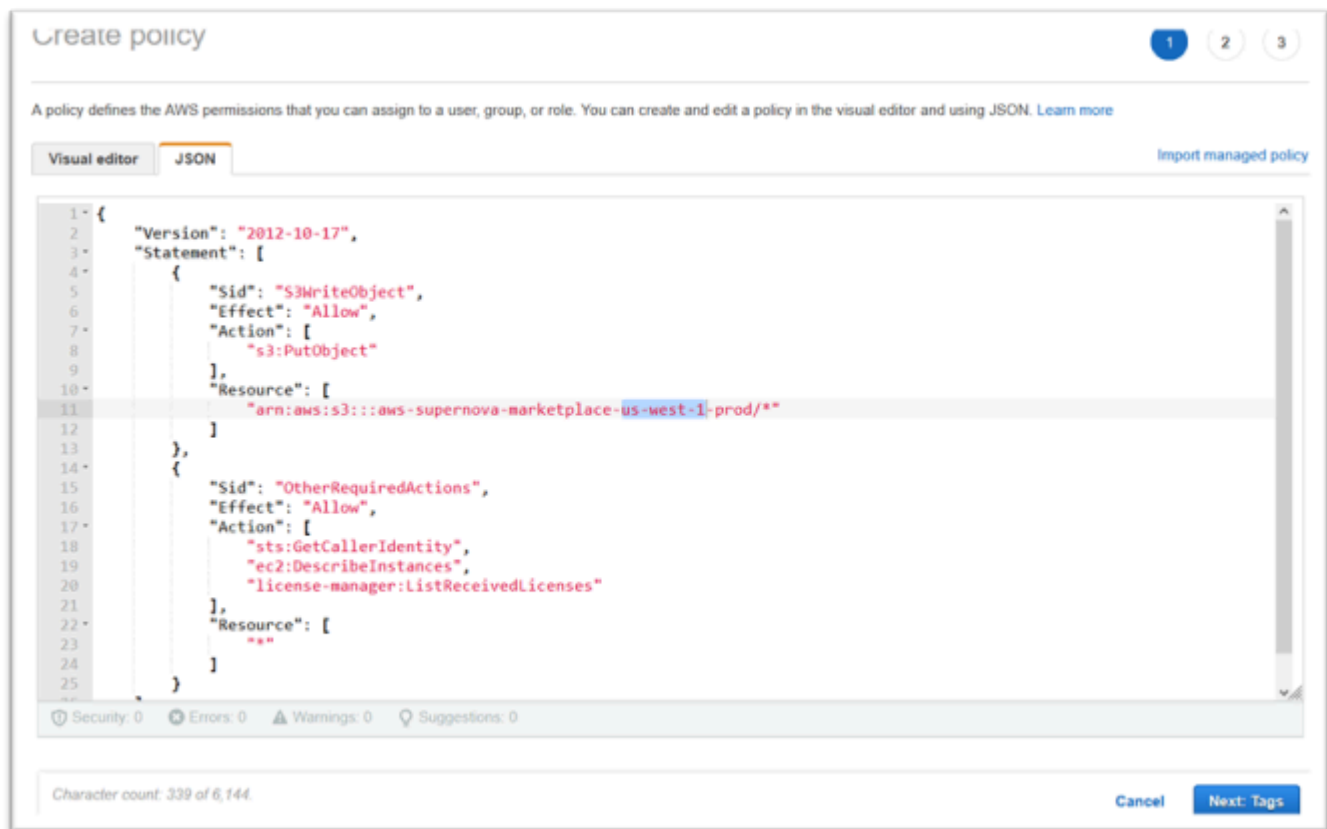 Create policy
1 2 3
A policy defines the AWS permissions that you can assign to a user, group, or role. You can create and edit a policy in the visual editor and using JSON. Learn more
Visual editor JSON Import managed policy
1 {
2 "Version": "2012-10-17",
3 "Statement": [
4 {
5 "Sid": "S3WriteObject",
6 "Effect": "Allow",
7 "Action": [
8 "s3:PutObject"
9 ],
10 "Resource": [
11 "arn:aws:s3:::aws-supernova-marketplace-us-west-1-prod/*"
12 ]
13 },
14 {
15 "Sid": "OtherRequiredActions",
16 "Effect": "Allow",
17 "Action": [
18 "sts:GetCallerIdentity",
19 "ec2:DescribeInstances",
20 "license-manager:ListReceivedLicenses"
21 ],
22 "Resource": [
23 "*"
24 ]
25 }
Security: 0 Errors: 0 Warnings: 0 Suggestions: 0
Character count: 339 of 6,144.
Cancel Next: Tags